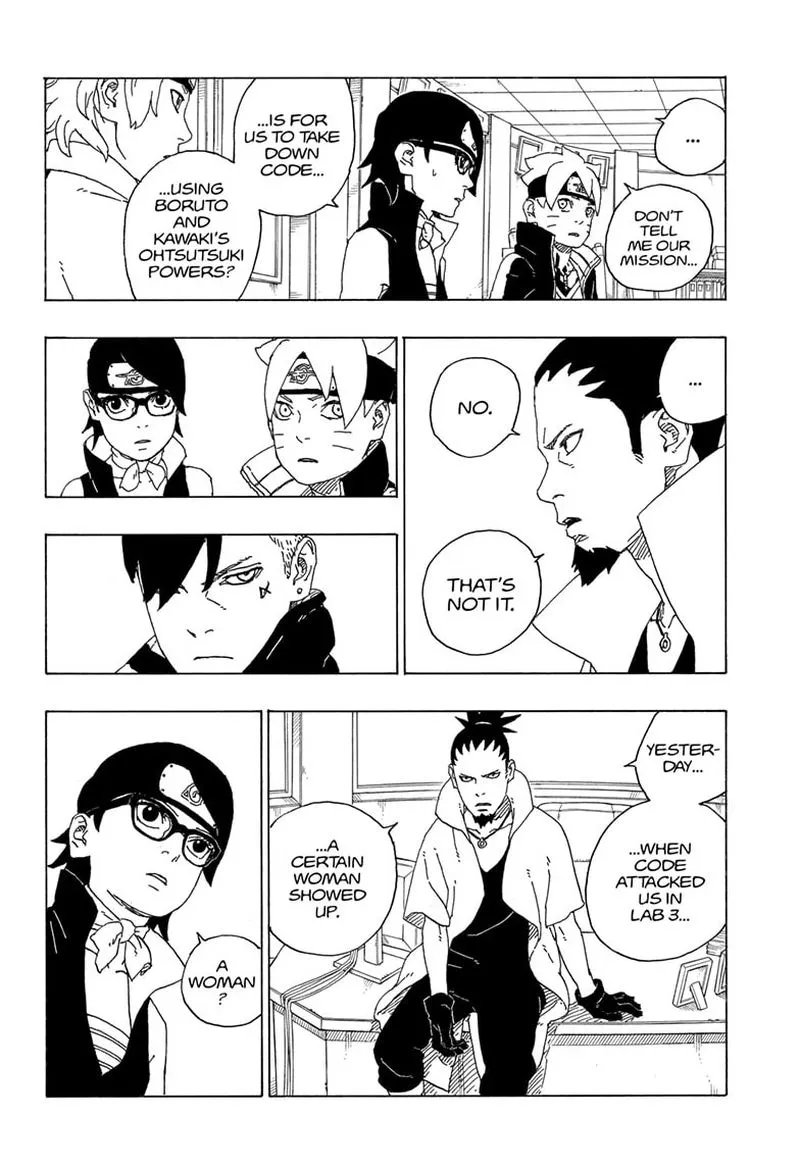 ...
DON'T
TELL
ME OUR
MISSION...
...IS FOR
US TO TAKE
DOWN
CODE...
...USING
BORUTO
AND
KAWAKI'S
OHTSUTSUKI
POWERS?
...
NO.
THAT'S
NOT IT.
YESTER-
DAY...
...WHEN
CODE
ATTACKED
US IN
LAB 3...
...A
CERTAIN
WOMAN
SHOWED
UP.
A
WOMAN
?